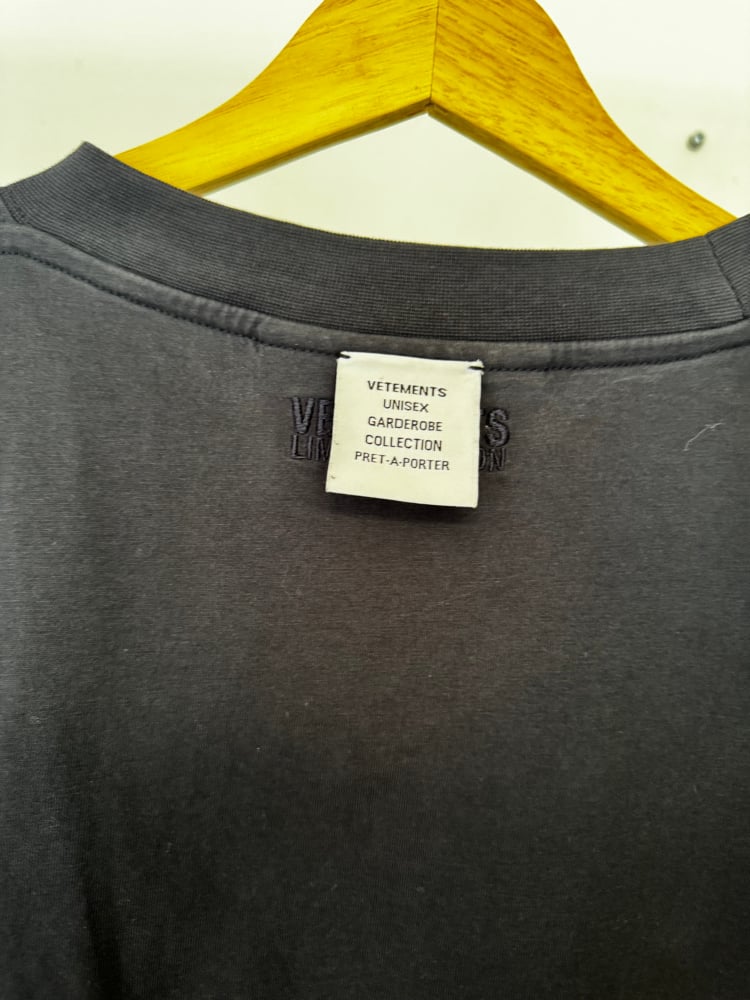 VETEMENTS
UNISEX
GARDEROBE
COLLECTION
PRET-A-PORTER